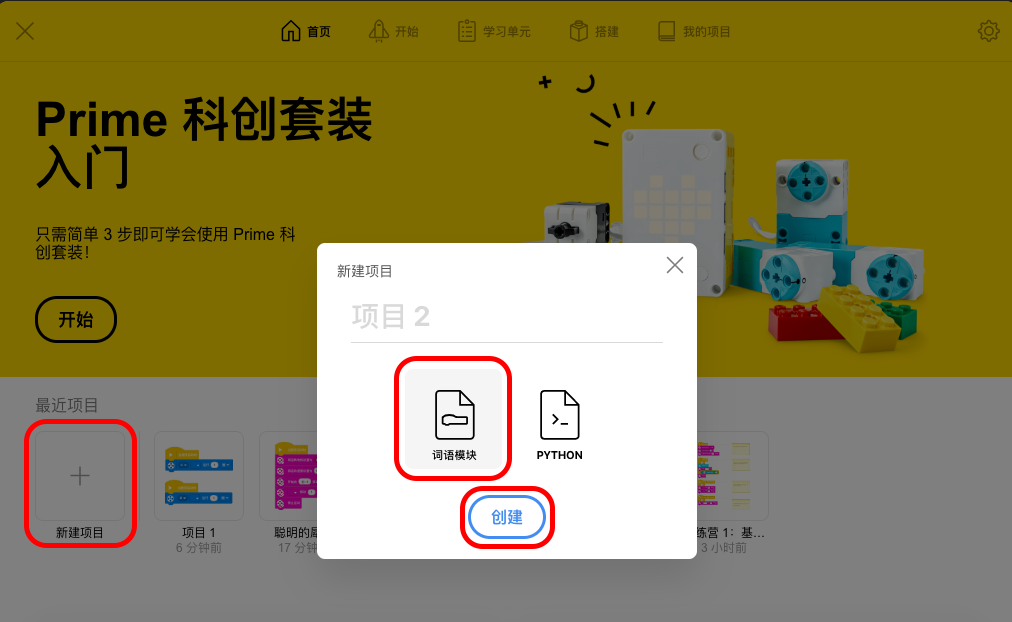 首页
开始
学习单元
搭建
我的项目
Prime 科创套装
入门
只需简单 3 步即可学会使用 Prime 科
创套装！
开始
新建项目
项目 2
词语模块
PYTHON
创建
最近项目
新建项目
项目 1
聪明的
练营 1：基...
6 分钟前
17 分钟
3 小时前